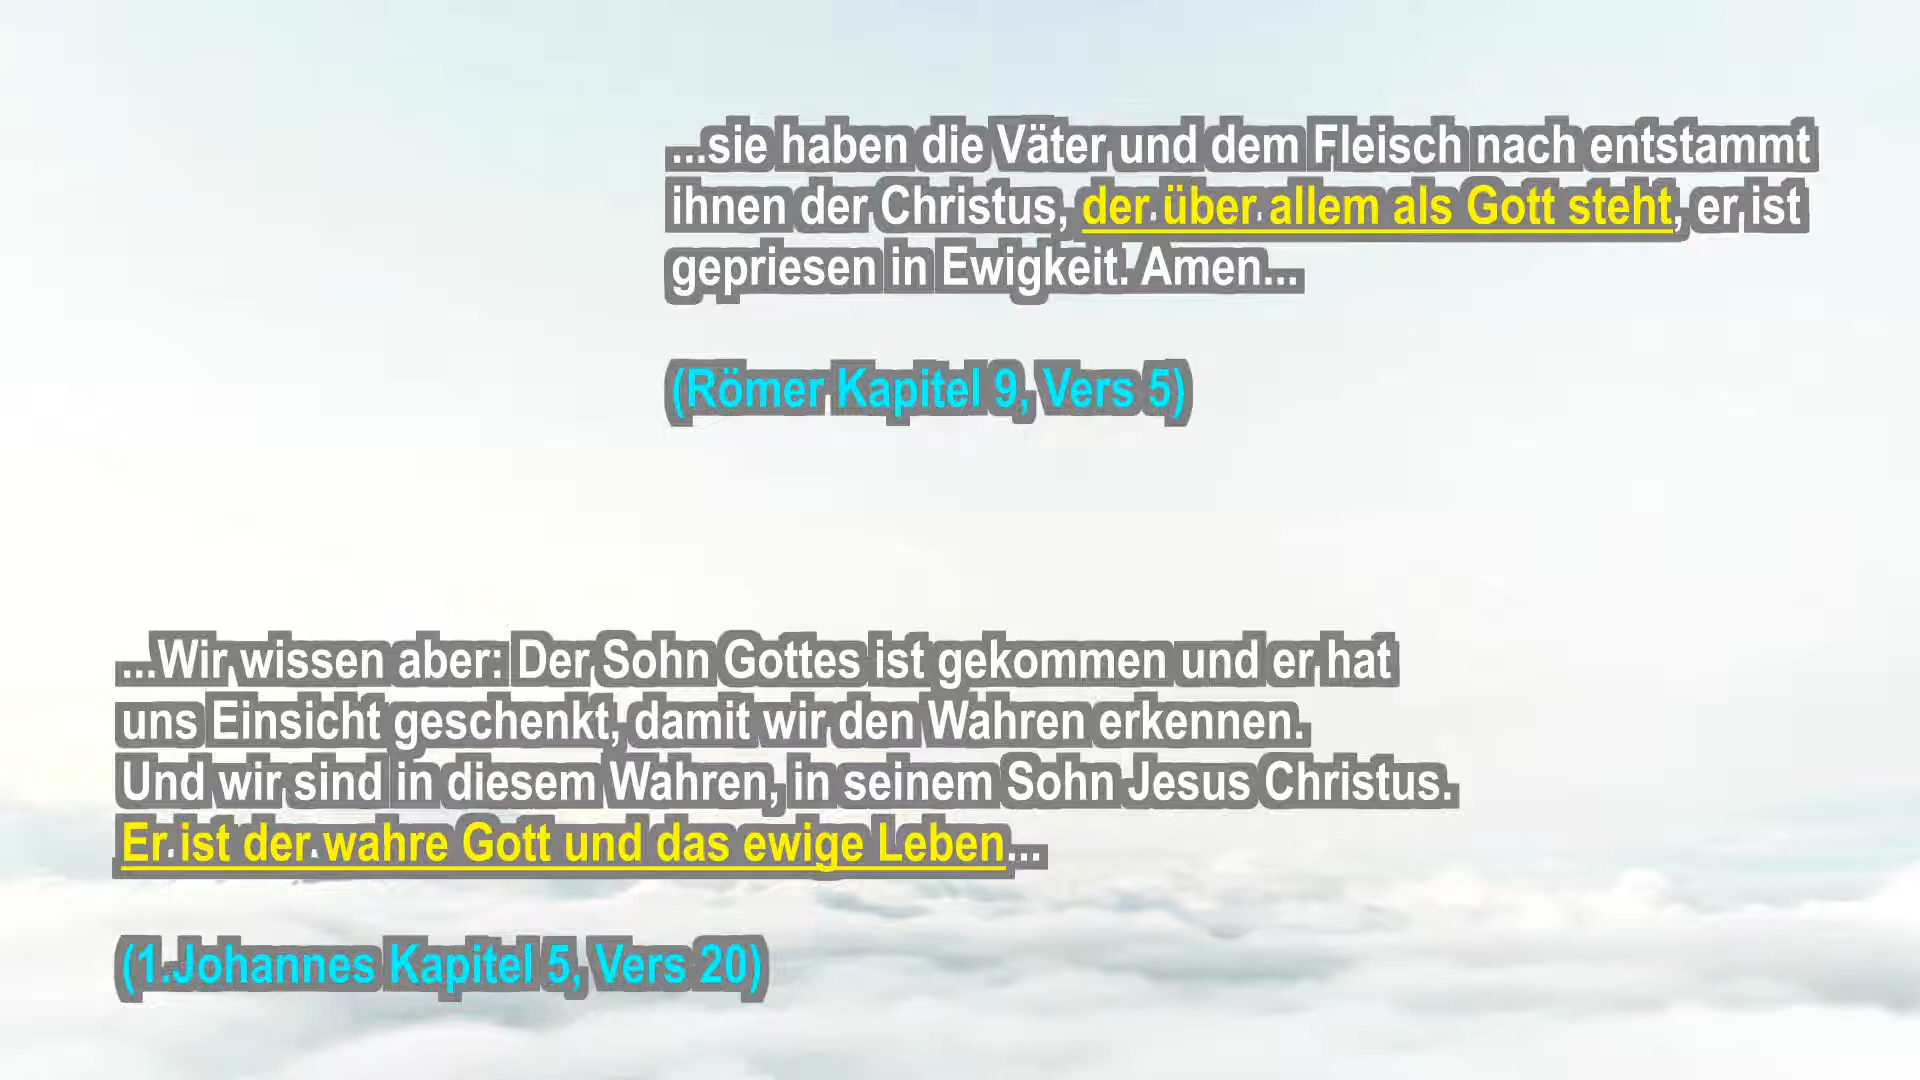 ...sie haben die Väter und dem Fleisch nach entstammt
ihnen der Christus, der über allem als Gott steht, er ist
gepriesen in Ewigkeit. Amen...
(Römer Kapitel 9, Vers 5)
...Wir wissen aber: Der Sohn Gottes ist gekommen und er hat
uns Einsicht geschenkt, damit wir den Wahren erkennen.
Und wir sind in diesem Wahren, in seinem Sohn Jesus Christus.
Er ist der wahre Gott und das ewige Leben...
(1.Johannes Kapitel 5, Vers 20)